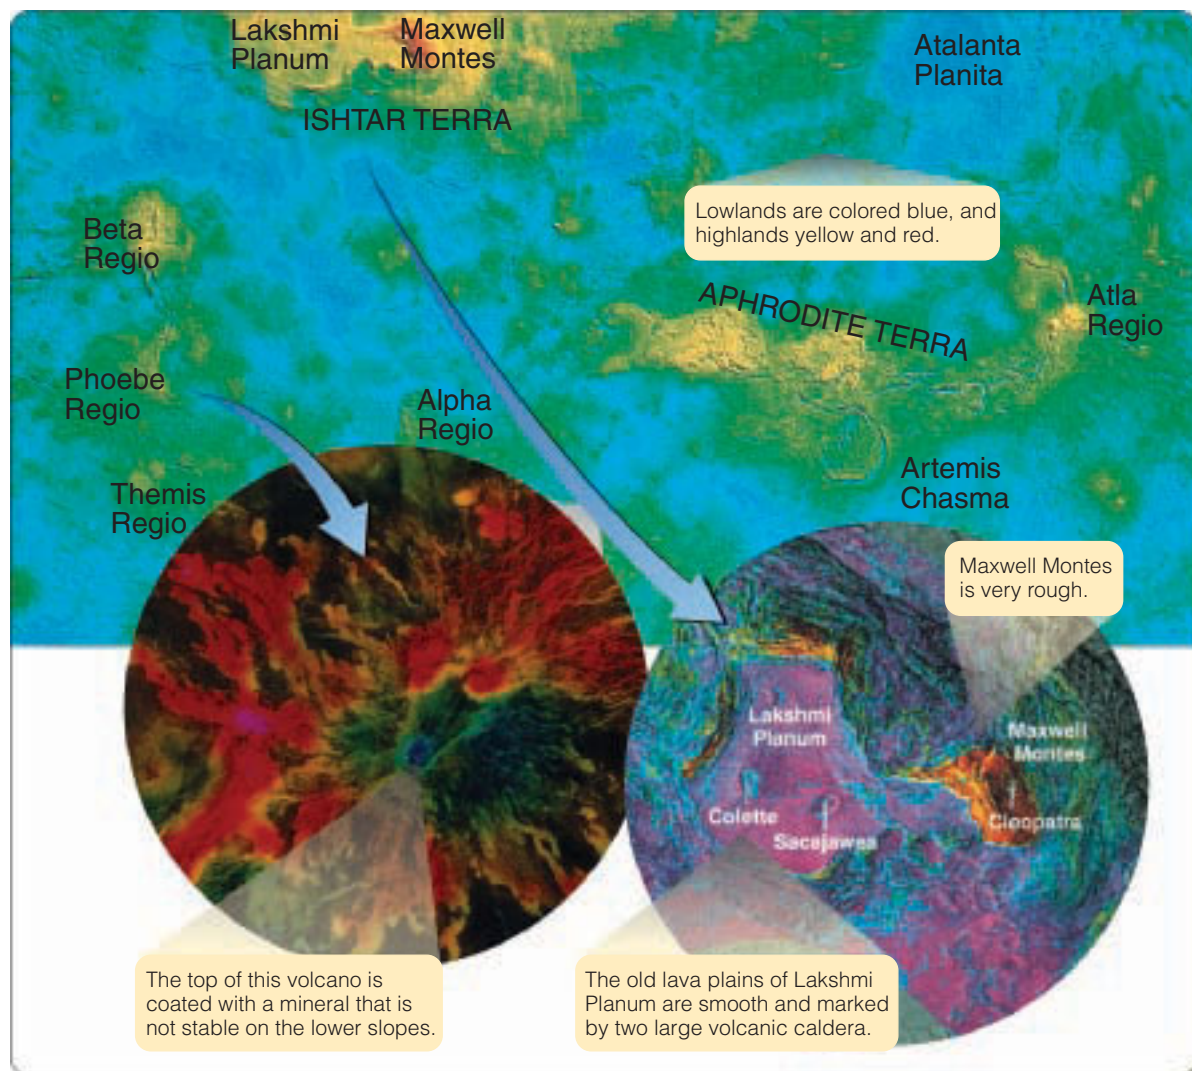 Lakshmi
Planum
Maxwell
Montes
Atalanta
Planita
ISHTAR TERRA
Lowlands are colored blue, and
highlands yellow and red.
Beta
Regio
APHRODITE TERRA
Atla
Regio
Phoebe
Regio
Alpha
Regio
Artemis
Chasma
Themis
Regio
Maxwell Montes
is very rough.
Lakshmi
Planum
Maxwell
Montes
Colette
Sacajawea
Cleopatra
The top of this volcano is
coated with a mineral that is
not stable on the lower slopes.
The old lava plains of Lakshmi
Planum are smooth and marked
by two large volcanic caldera.